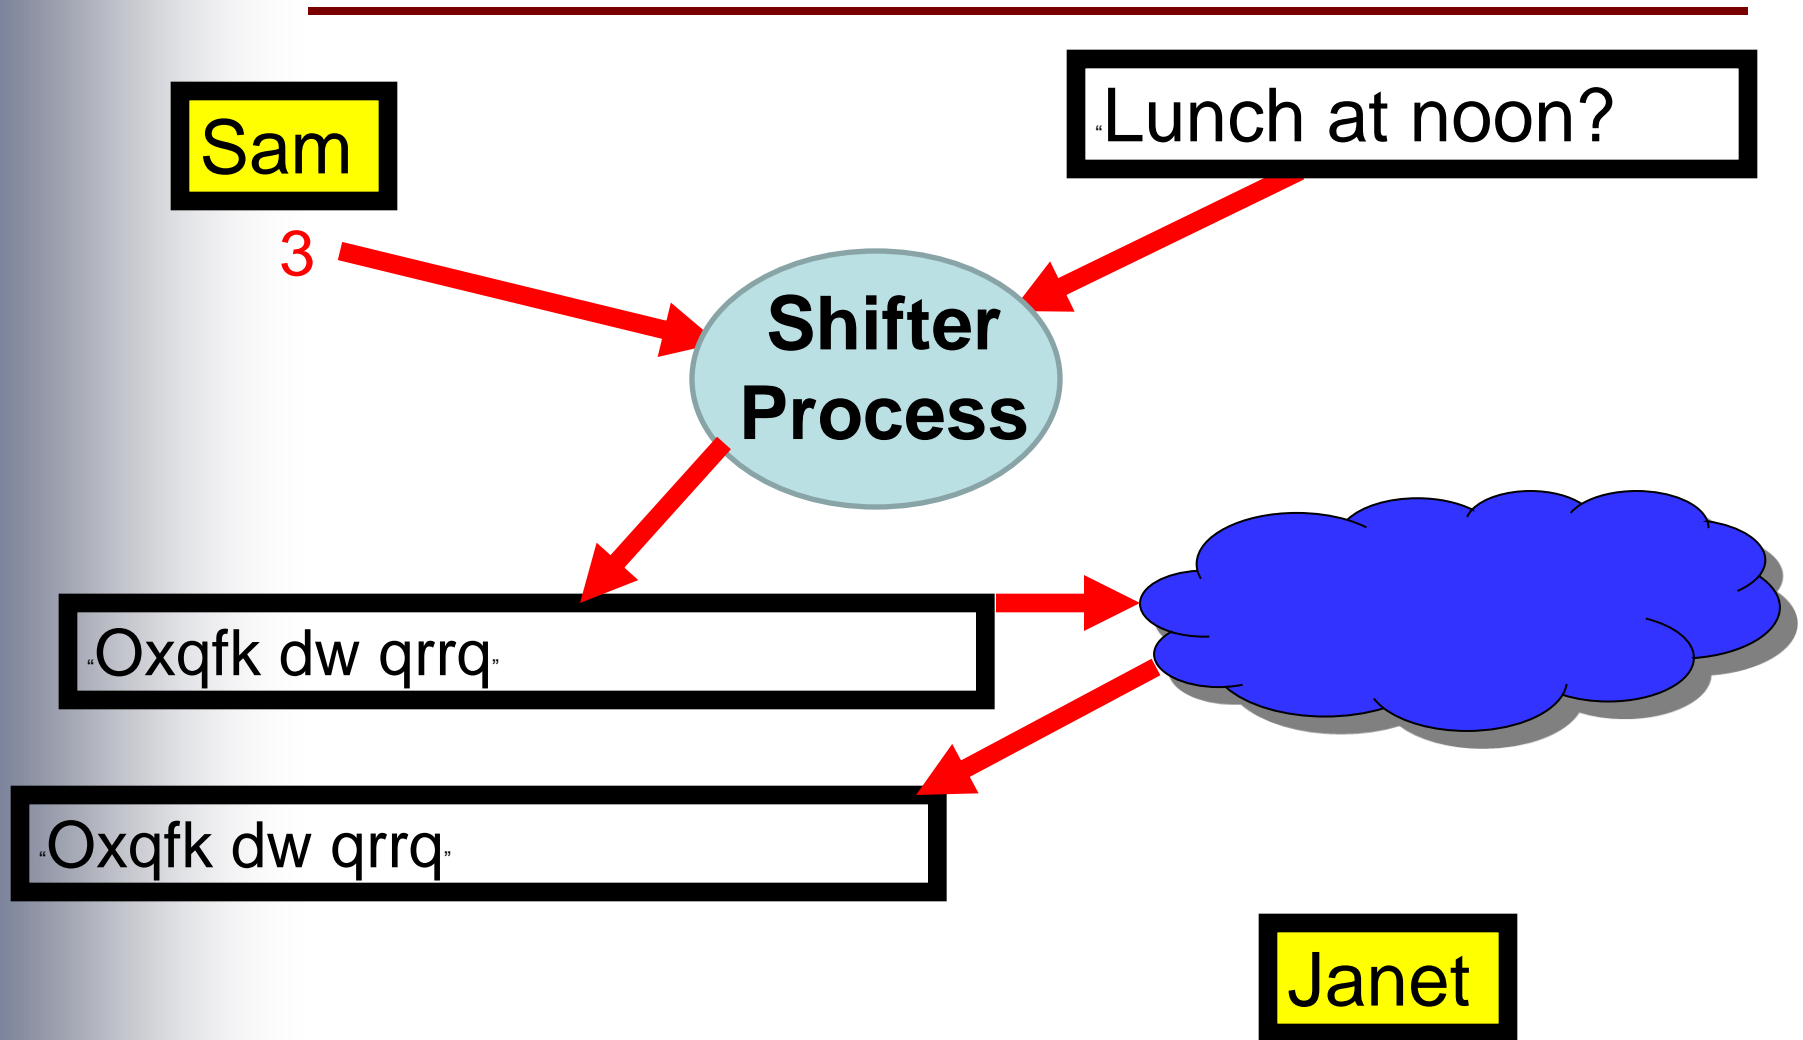 Sam
“Lunch at noon?
3
Shifter
Process
“Oxqfk dw qrrq”
“Oxqfk dw qrrq”
Janet